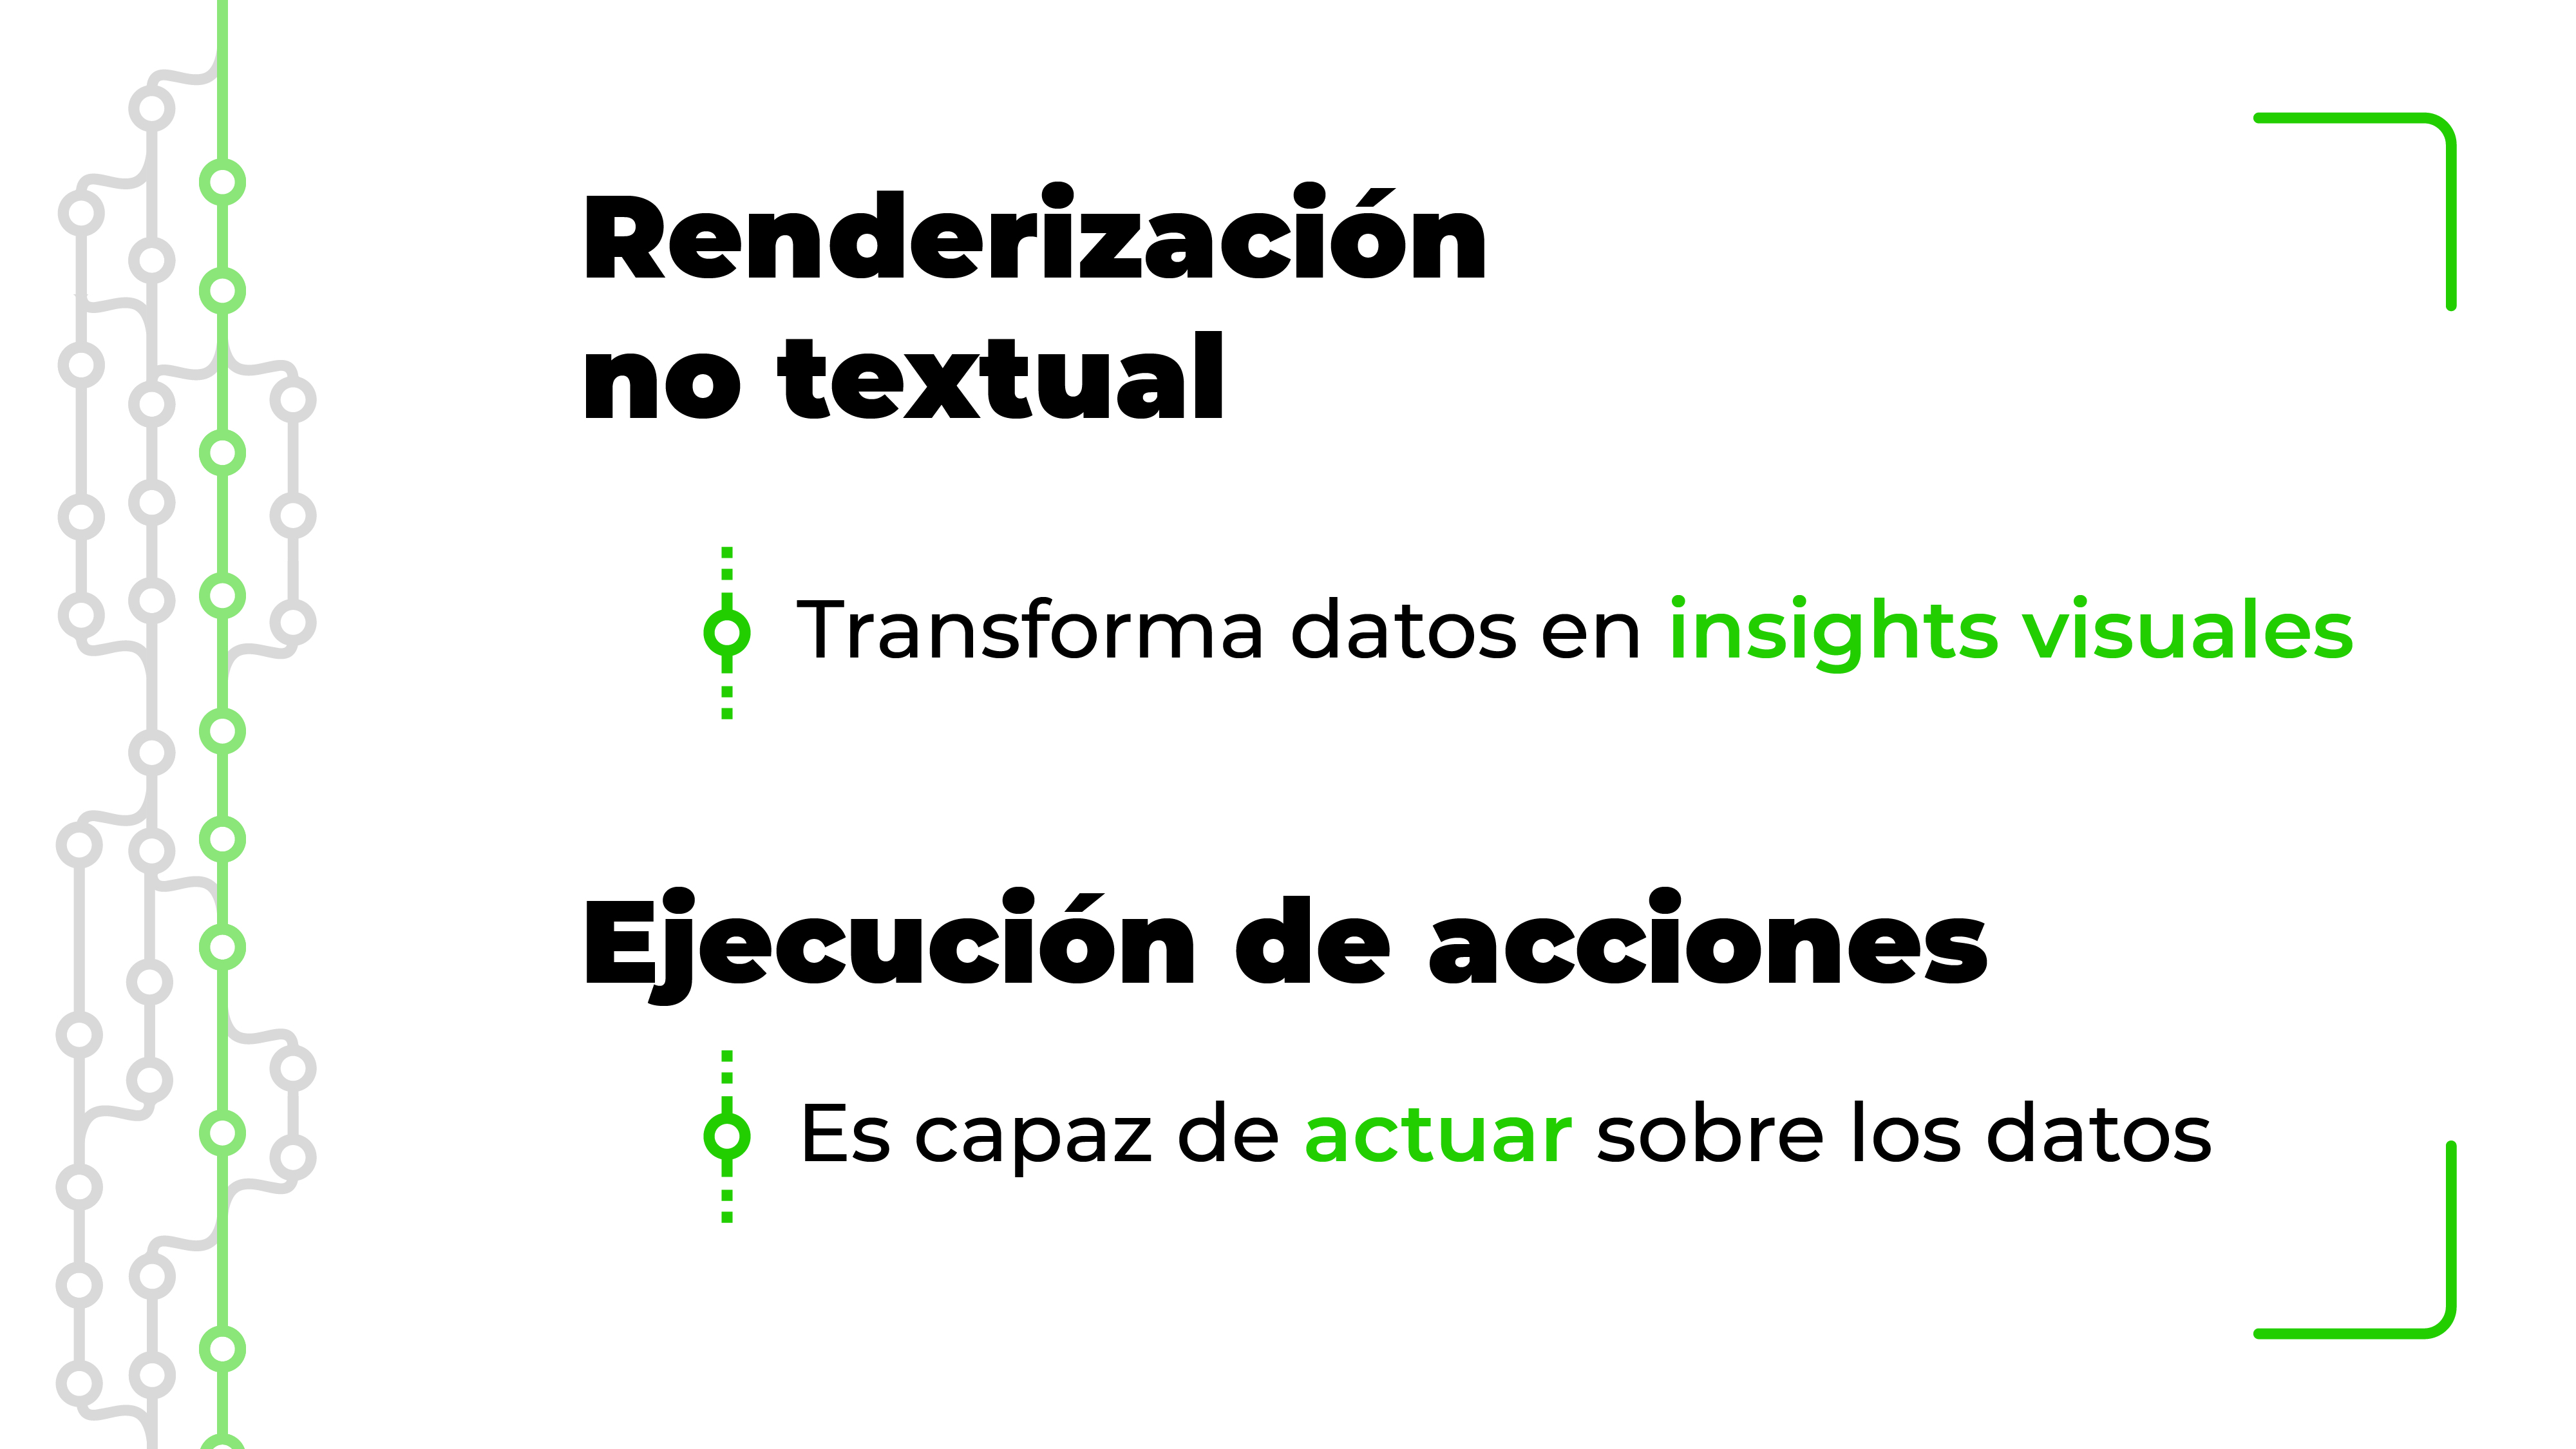 Renderización
no textual
Transforma datos en insights visuales
Ejecución de acciones
Es capaz de actuar sobre los datos